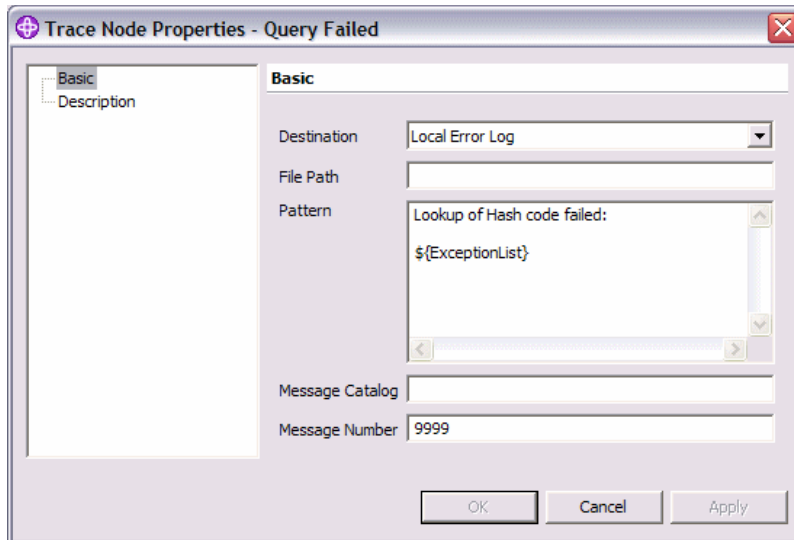 Trace Node Properties - Query Failed
Basic
Description
Basic
Destination
Local Error Log
File Path
Pattern
Lookup of Hash code failed:
${ExceptionList}
Message Catalog
Message Number
9999
OK
Cancel
Apply